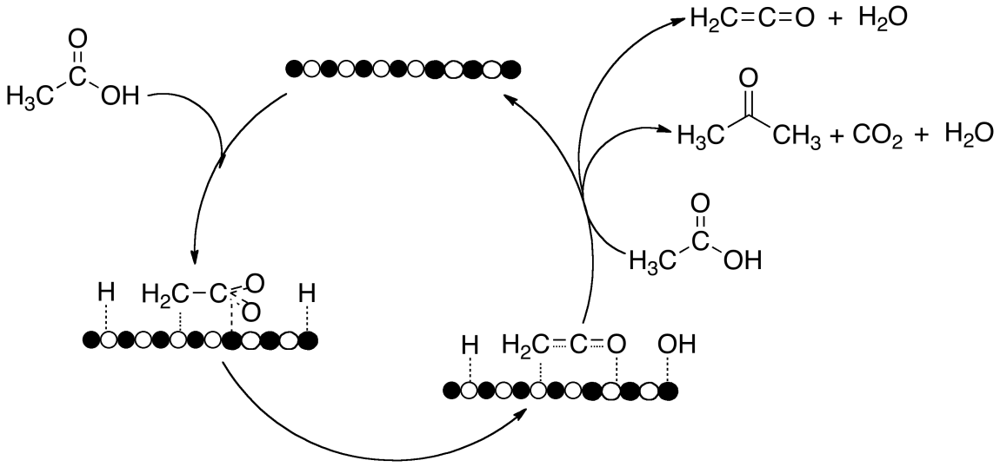 H₂C=C=O + H₂O
O
H₃C C OH
O
H₃C CH₃ + CO₂ + H₂O
O
H₃C C OH
H H₂C–C O O H
H H₂C C O OH